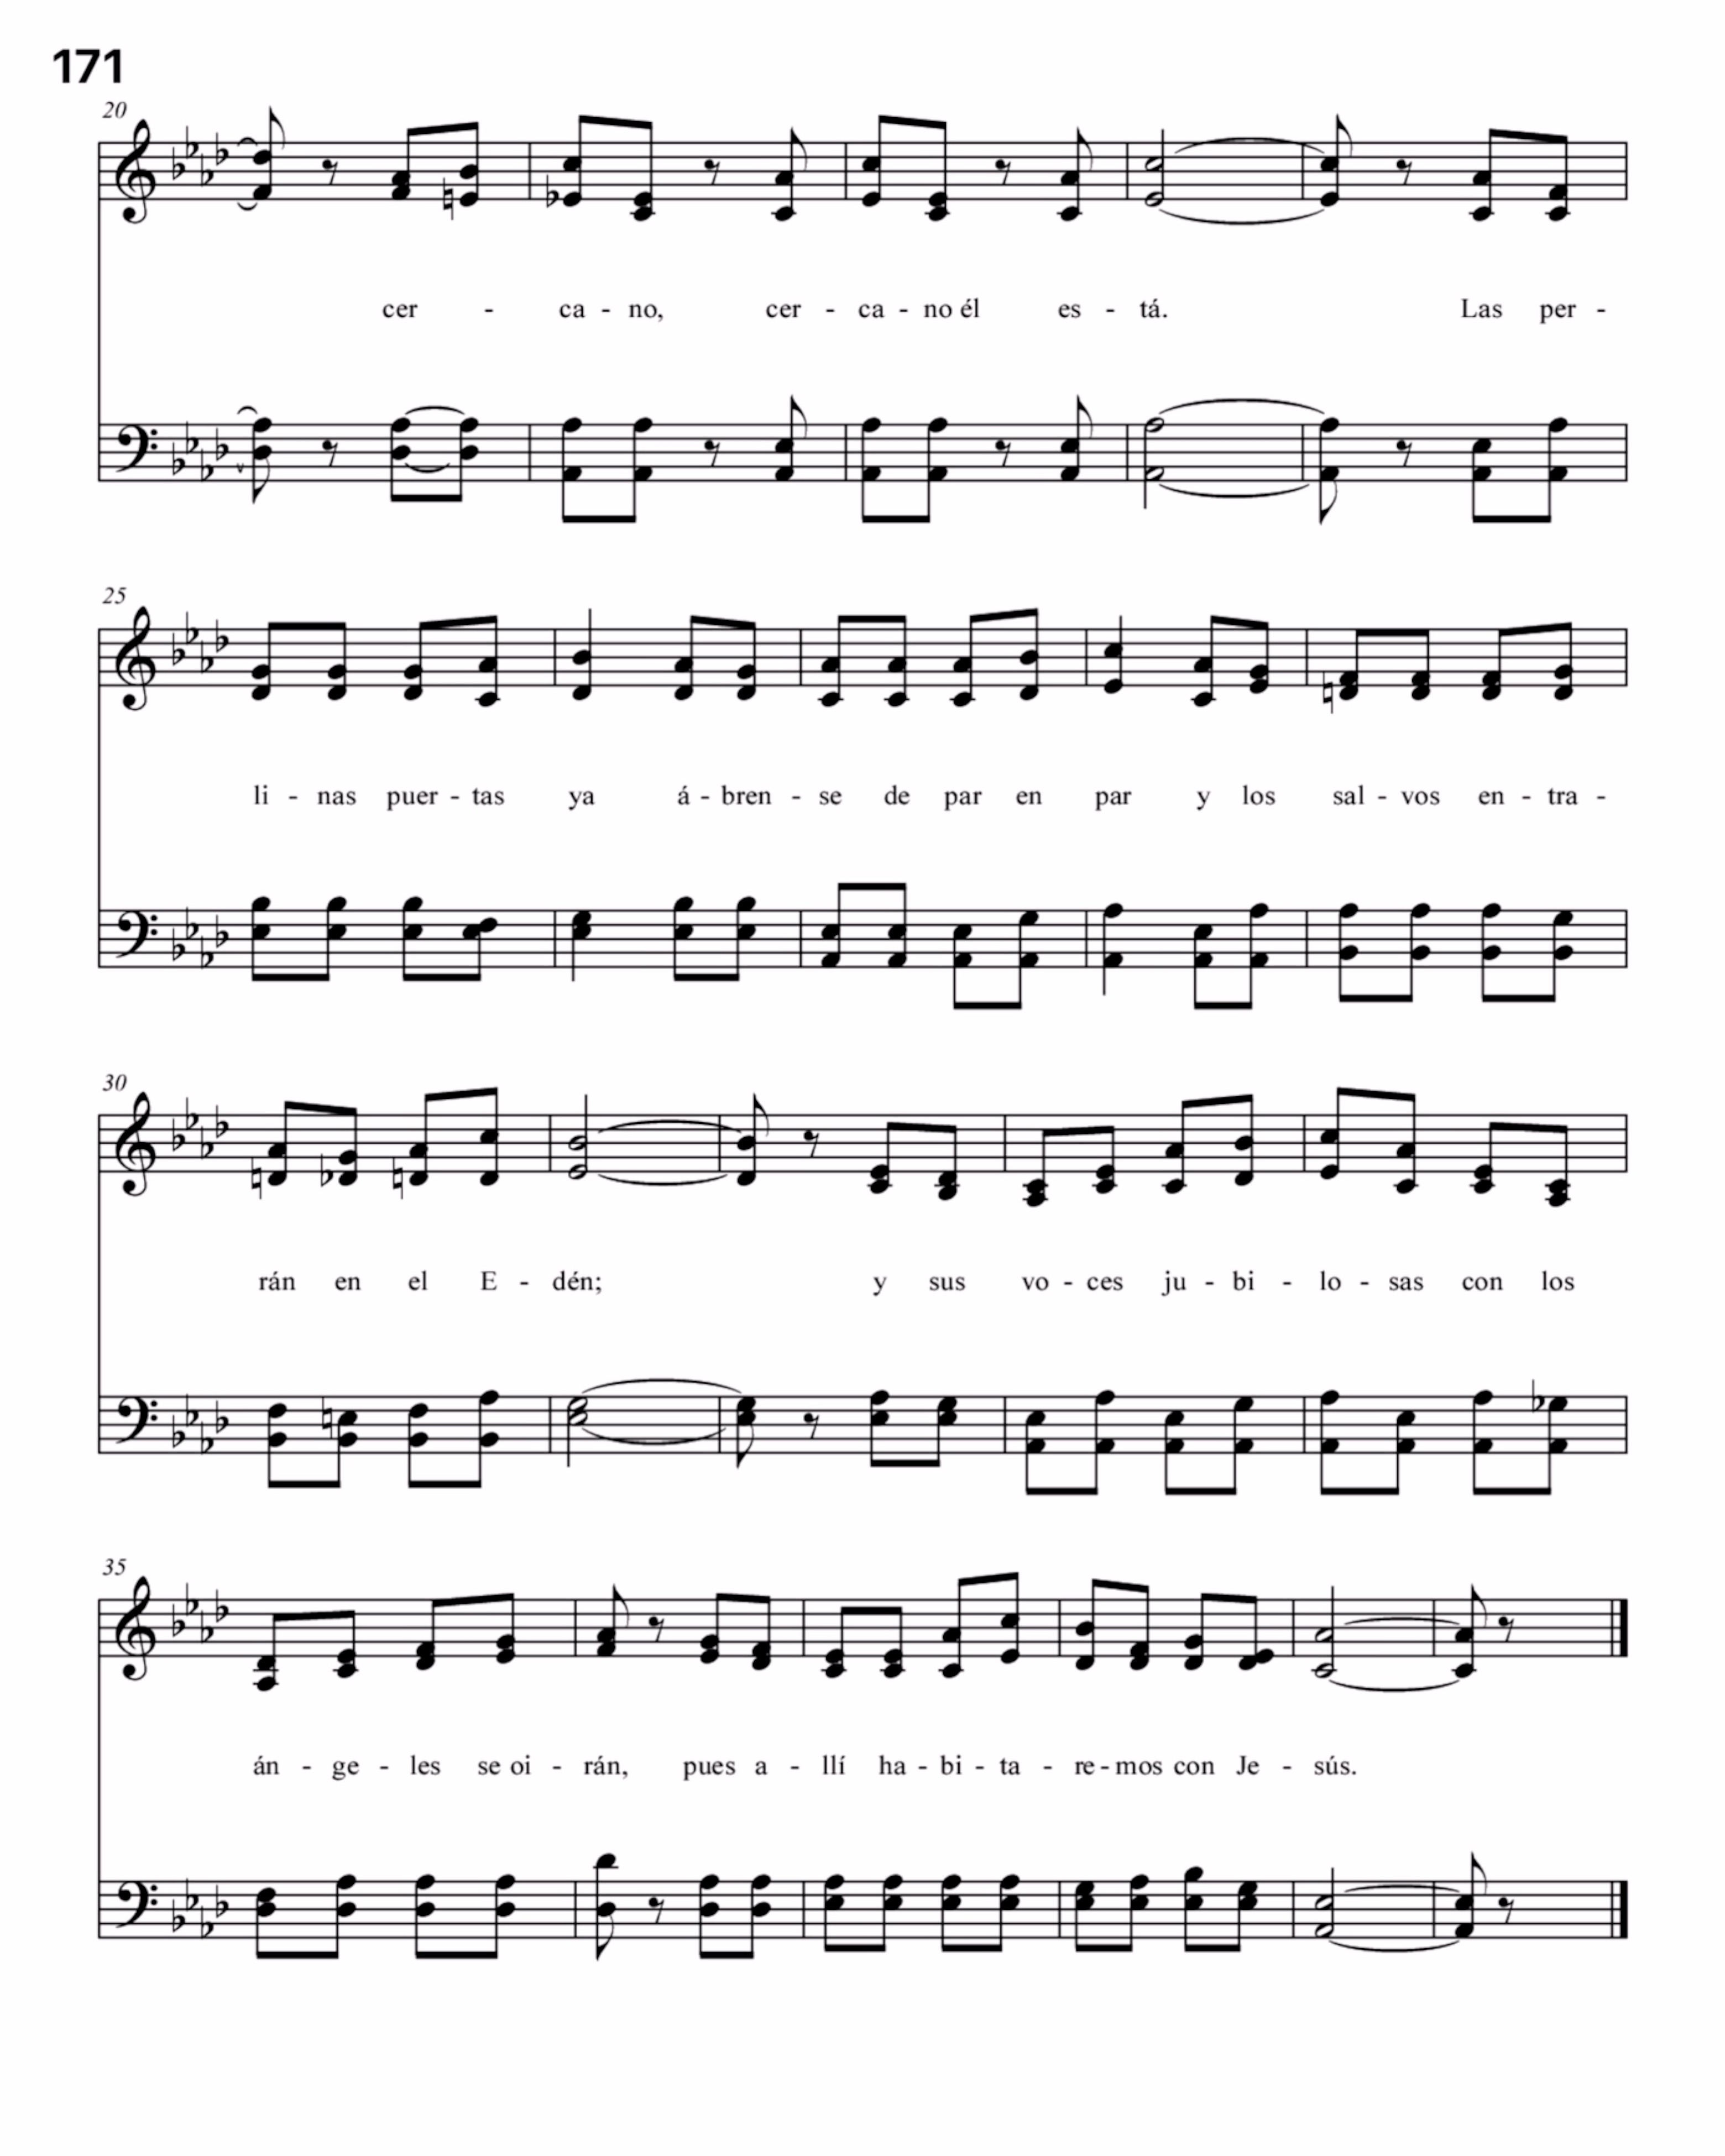 171
20
cer - ca - no, cer - ca - no él es - tá. Las per -
25
li - nas puer - tas ya á - bren - se de par en par y los sal - vos en - tra -
30
rán en el E - dén; y sus vo - ces ju - bi - lo - sas con los
35
án - ge - les se oi - rán, pues a - llí ha - bi - ta - re - mos con Je - sús.